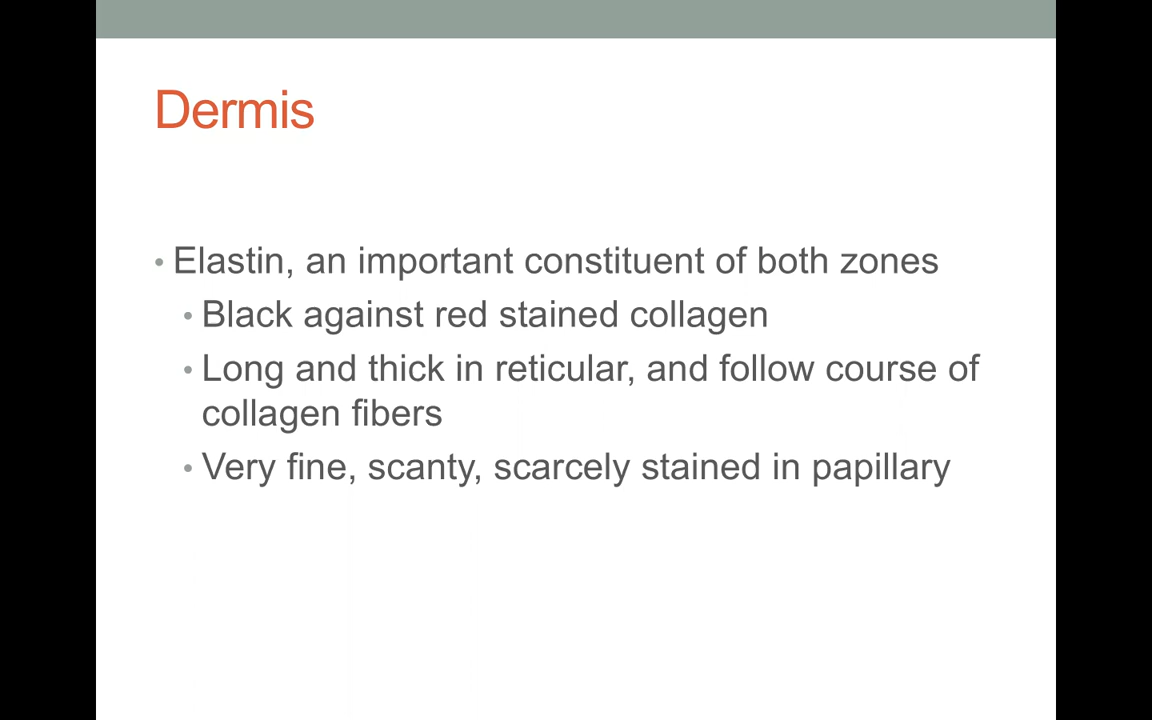 Dermis
• Elastin, an important constituent of both zones
• Black against red stained collagen
• Long and thick in reticular, and follow course of
collagen fibers
• Very fine, scanty, scarcely stained in papillary